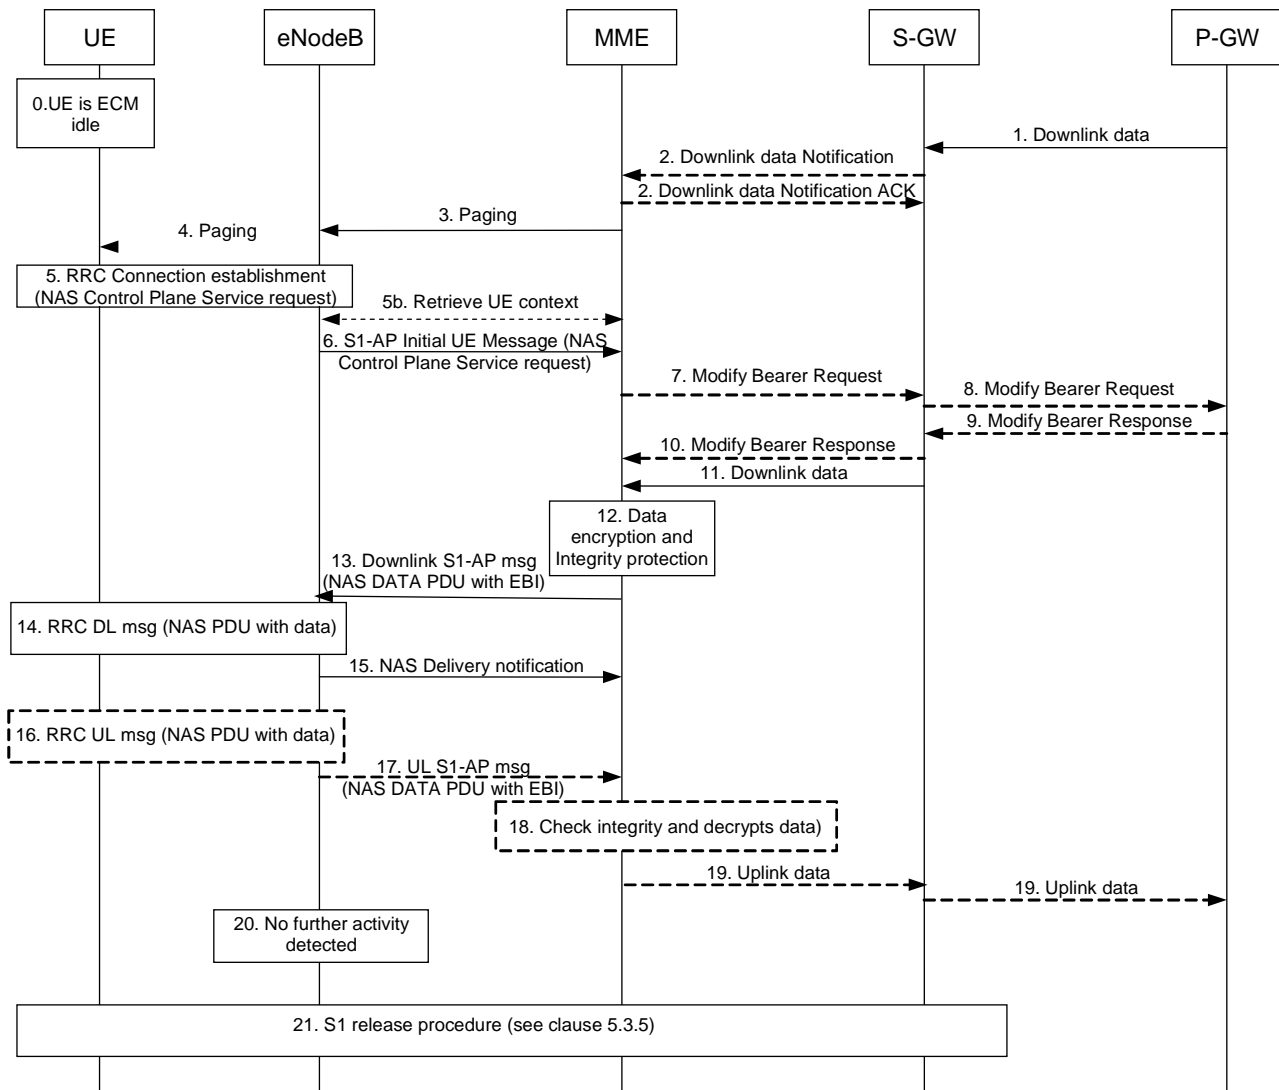 UE
eNodeB
MME
S-GW
P-GW
0.UE is ECM
idle
1. Downlink data
2. Downlink data Notification
2. Downlink data Notification ACK
3. Paging
4. Paging
5. RRC Connection establishment
(NAS Control Plane Service request)
5b. Retrieve UE context
6. S1-AP Initial UE Message (NAS
Control Plane Service request)
7. Modify Bearer Request
8. Modify Bearer Request
9. Modify Bearer Response
10. Modify Bearer Response
11. Downlink data
12. Data
encryption and
Integrity protection
13. Downlink S1-AP msg
(NAS DATA PDU with EBI)
14. RRC DL msg (NAS PDU with data)
15. NAS Delivery notification
16. RRC UL msg (NAS PDU with data)
17. UL S1-AP msg
(NAS DATA PDU with EBI)
18. Check integrity and decrypts data)
19. Uplink data
19. Uplink data
20. No further activity
detected
21. S1 release procedure (see clause 5.3.5)